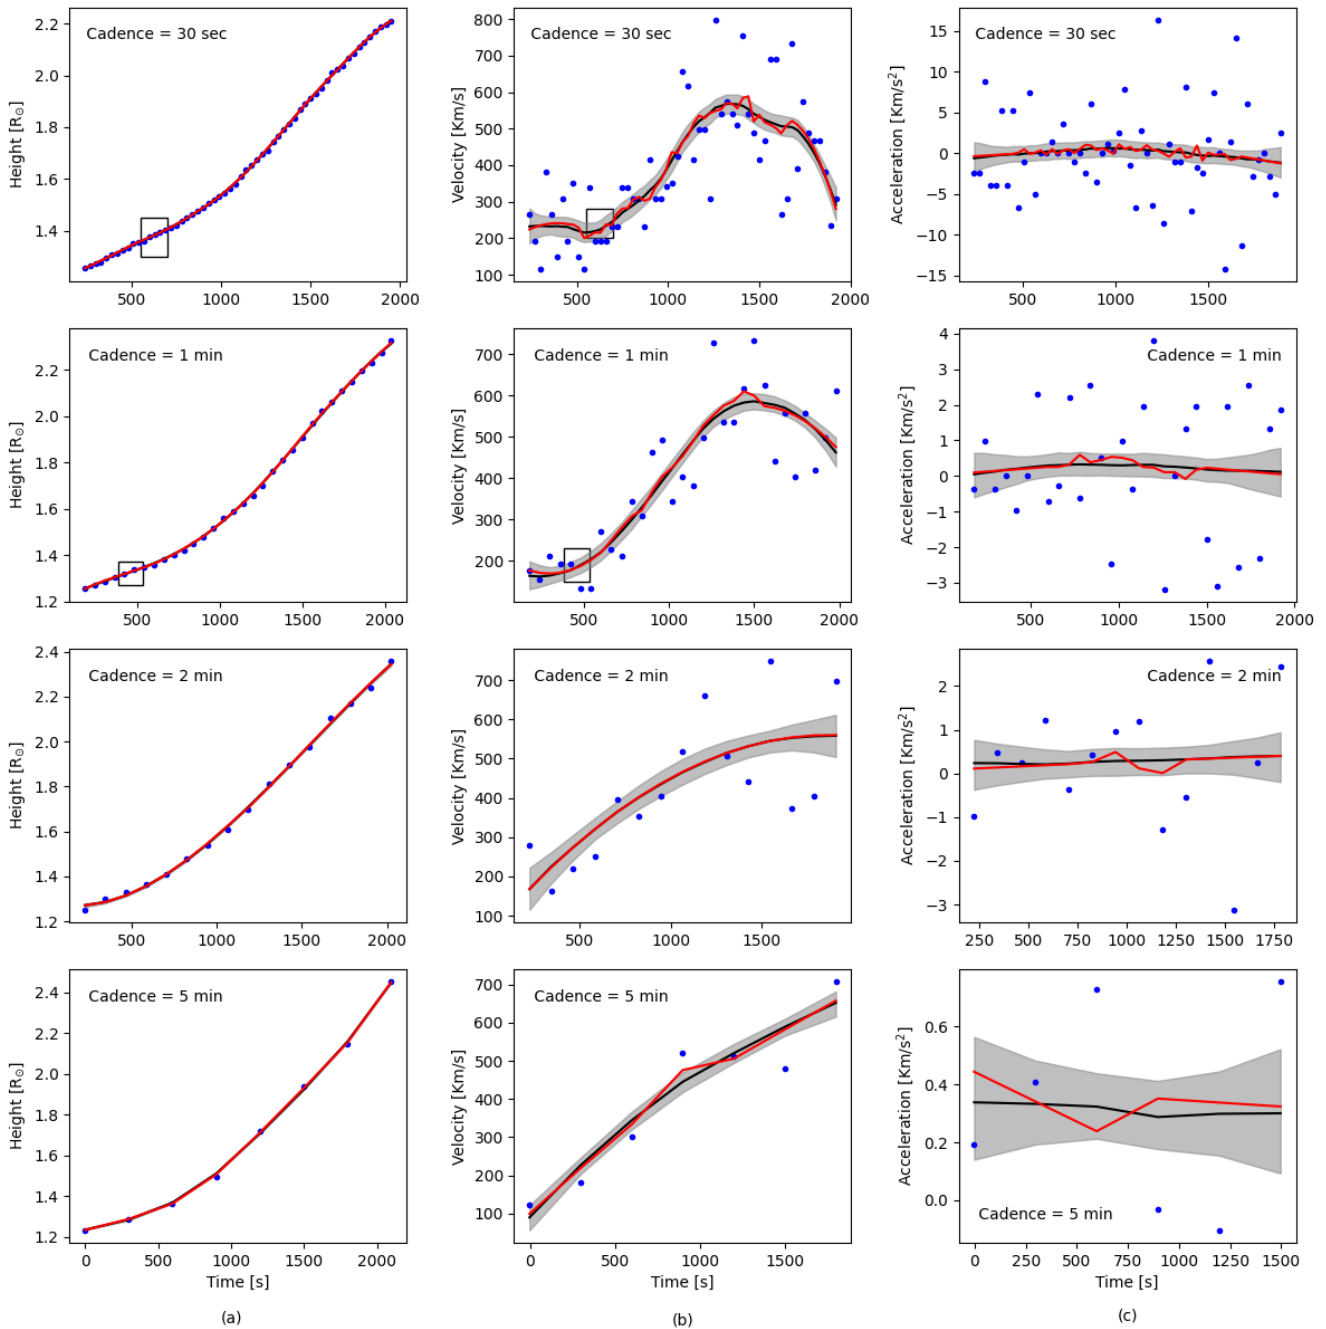 Cadence = 30 sec
Height [R⊙]
2.2
2.0
1.8
1.6
1.4
500 1000 1500 2000
Cadence = 30 sec
Velocity [Km/s]
800
700
600
500
400
300
200
100
500 1000 1500 2000
Cadence = 30 sec
Acceleration [Km/s²]
15
10
5
0
−5
−10
−15
500 1000 1500
Cadence = 1 min
Height [R⊙]
2.2
2.0
1.8
1.6
1.4
1.2
500 1000 1500 2000
Cadence = 1 min
Velocity [Km/s]
700
600
500
400
300
200
500 1000 1500 2000
Cadence = 1 min
Acceleration [Km/s²]
4
3
2
1
0
−1
−2
−3
500 1000 1500 2000
Cadence = 2 min
Height [R⊙]
2.4
2.2
2.0
1.8
1.6
1.4
1.2
500 1000 1500 2000
Cadence = 2 min
Velocity [Km/s]
700
600
500
400
300
200
100
500 1000 1500
Cadence = 2 min
Acceleration [Km/s²]
2
1
0
−1
−2
−3
250 500 750 1000 1250 1500 1750
Cadence = 5 min
Height [R⊙]
2.4
2.2
2.0
1.8
1.6
1.4
1.2
0 500 1000 1500 2000
Time [s]
(a)
Cadence = 5 min
Velocity [Km/s]
700
600
500
400
300
200
100
0 500 1000 1500
Time [s]
(b)
Acceleration [Km/s²]
0.6
0.4
0.2
0.0
Cadence = 5 min
0 250 500 750 1000 1250 1500
Time [s]
(c)